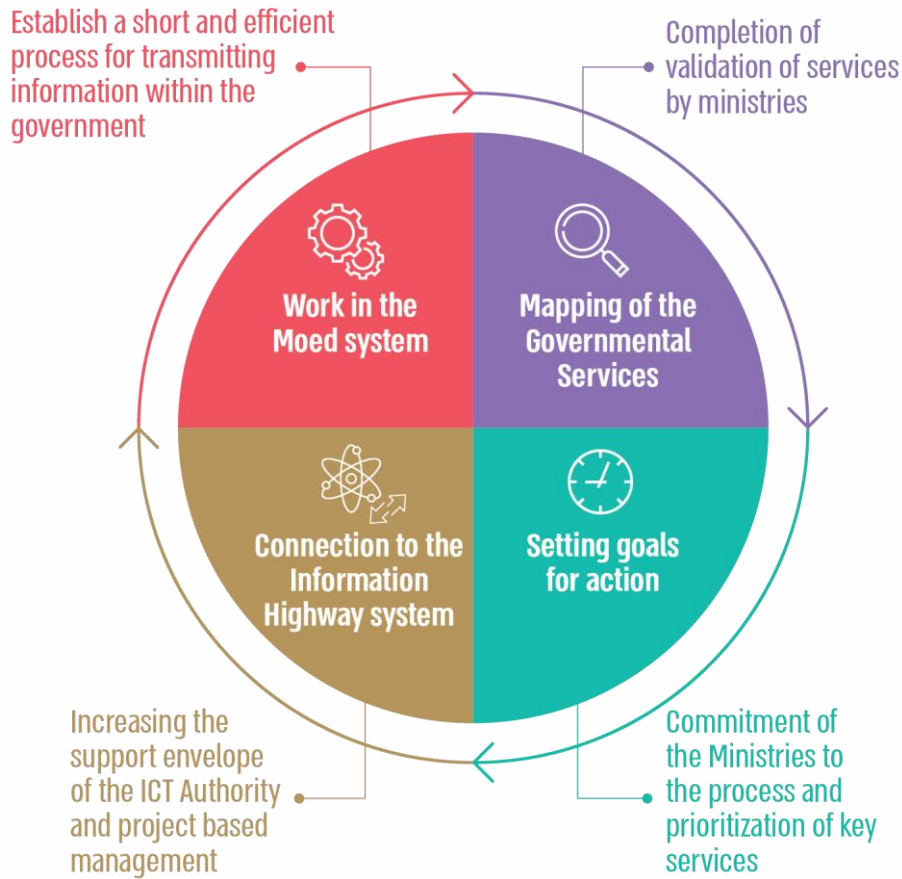 Establish a short and efficient
process for transmitting
information within the
government
Completion of
validation of services
by ministries
Work in the
Moed system
Mapping of the
Governmental
Services
Connection to the
Information
Highway system
Setting goals
for action
Increasing the
support envelope
of the ICT Authority
and project based
management
Commitment of
the Ministries to
the process and
prioritization of key
services